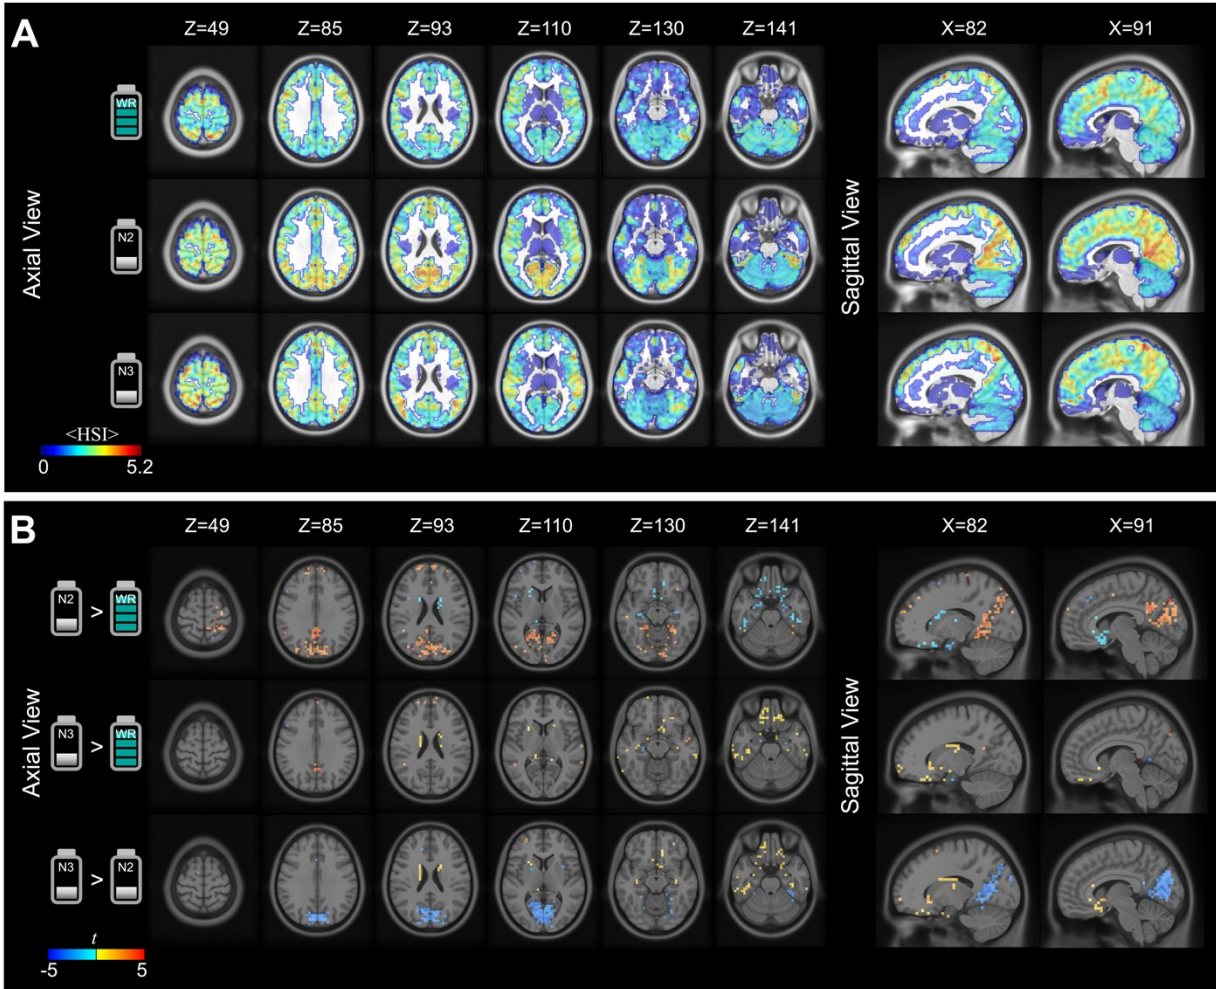 A
Z=49 Z=85 Z=93 Z=110 Z=130 Z=141 X=82 X=91
WR
Axial View
N2
Sagittal View
N3
<HSI>
0 5.2
B
Z=49 Z=85 Z=93 Z=110 Z=130 Z=141 X=82 X=91
N2 > WR
Axial View
N3 > WR
Sagittal View
N3 > N2
t
-5 5